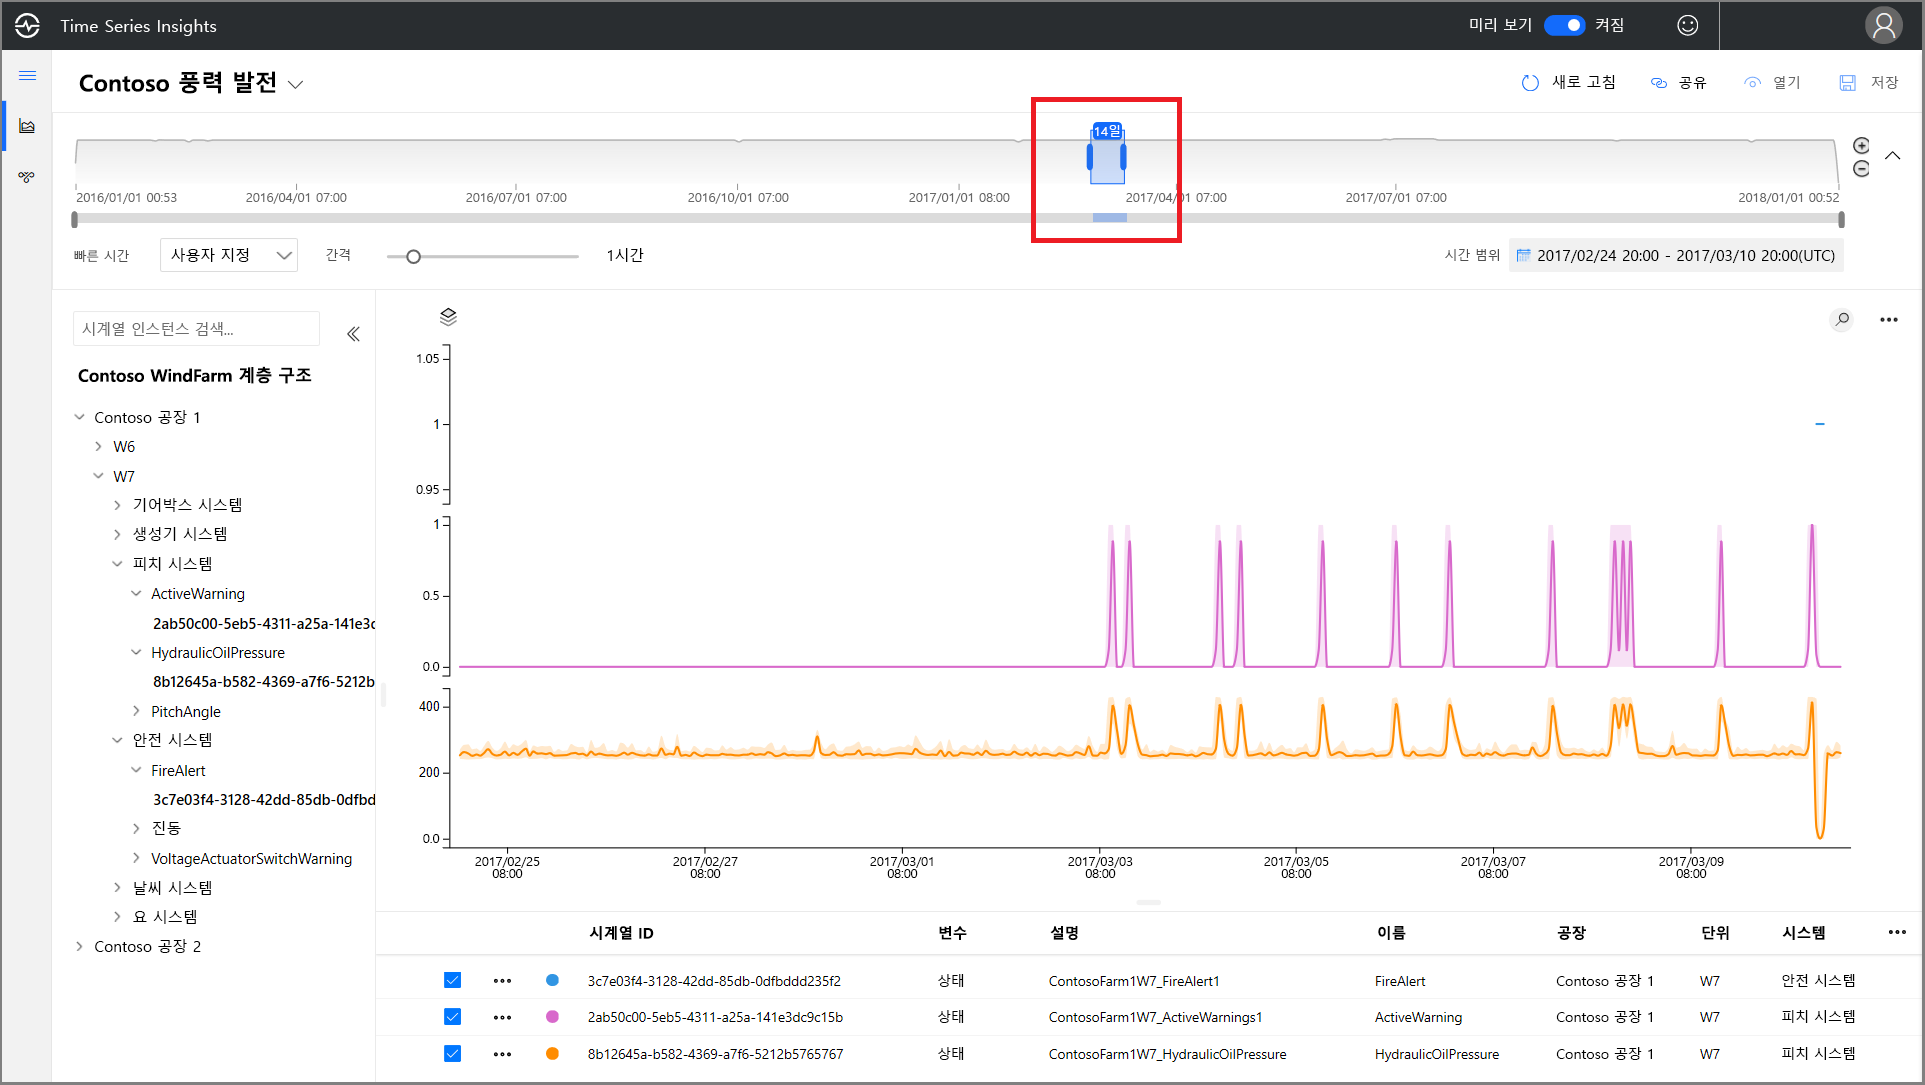 Time Series Insights
미리 보기 켜짐
Contoso 풍력 발전
새로 고침 공유 열기 저장
14일
2016/01/01 00:53 2016/04/01 07:00 2016/07/01 07:00 2016/10/01 07:00 2017/01/01 08:00 2017/04/01 07:00 2017/07/01 07:00 2018/01/01 00:52
빠른 시간 사용자 지정 간격 1시간 시간 범위 2017/02/24 20:00 - 2017/03/10 20:00(UTC)
시계열 인스턴스 검색...
Contoso WindFarm 계층 구조
Contoso 공장 1
W6
W7
기어박스 시스템
생성기 시스템
피치 시스템
ActiveWarning
2ab50c00-5eb5-4311-a25a-141e3c
HydraulicOilPressure
8b12645a-b582-4369-a7f6-5212b
PitchAngle
안전 시스템
FireAlert
3c7e03f4-3128-42dd-85db-0dfbd
진동
VoltageActuatorSwitchWarning
날씨 시스템
요 시스템
Contoso 공장 2
1.05
1
0.95
1
0.5
0.0
400
200
0.0
2017/02/25 2017/02/27 2017/03/01 2017/03/03 2017/03/05 2017/03/07 2017/03/09
08:00 08:00 08:00 08:00 08:00 08:00 08:00
시계열 ID 변수 설명 이름 공장 단위 시스템
3c7e03f4-3128-42dd-85db-0dfbddd235f2 상태 ContosoFarm1W7_FireAlert1 FireAlert Contoso 공장 1 W7 안전 시스템
2ab50c00-5eb5-4311-a25a-141e3dc9c15b 상태 ContosoFarm1W7_ActiveWarnings1 ActiveWarning Contoso 공장 1 W7 피치 시스템
8b12645a-b582-4369-a7f6-5212b5765767 상태 ContosoFarm1W7_HydraulicOilPressure HydraulicOilPressure Contoso 공장 1 W7 피치 시스템